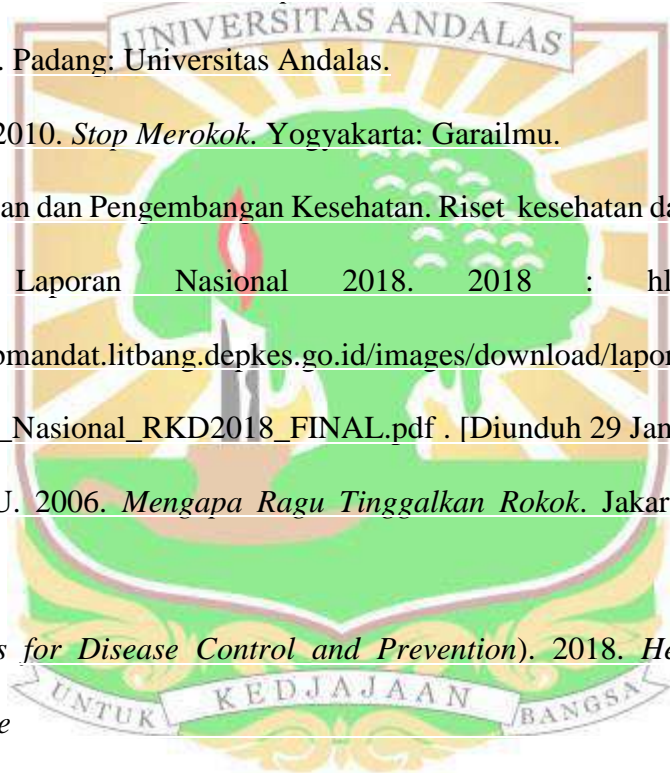 UNIVERSITAS ANDALAS
. Padang: Universitas Andalas.
2010. Stop Merokok. Yogyakarta: Garailmu.
an dan Pengembangan Kesehatan. Riset kesehatan da
Laporan Nasional 2018. 2018 : hl
omandat.litbang.depkes.go.id/images/download/lapor
_Nasional_RKD2018_FINAL.pdf . [Diunduh 29 Jan
U. 2006. Mengapa Ragu Tinggalkan Rokok. Jakar
s for Disease Control and Prevention). 2018. He
e
UNTUK KEDJAJAAN BANGSA